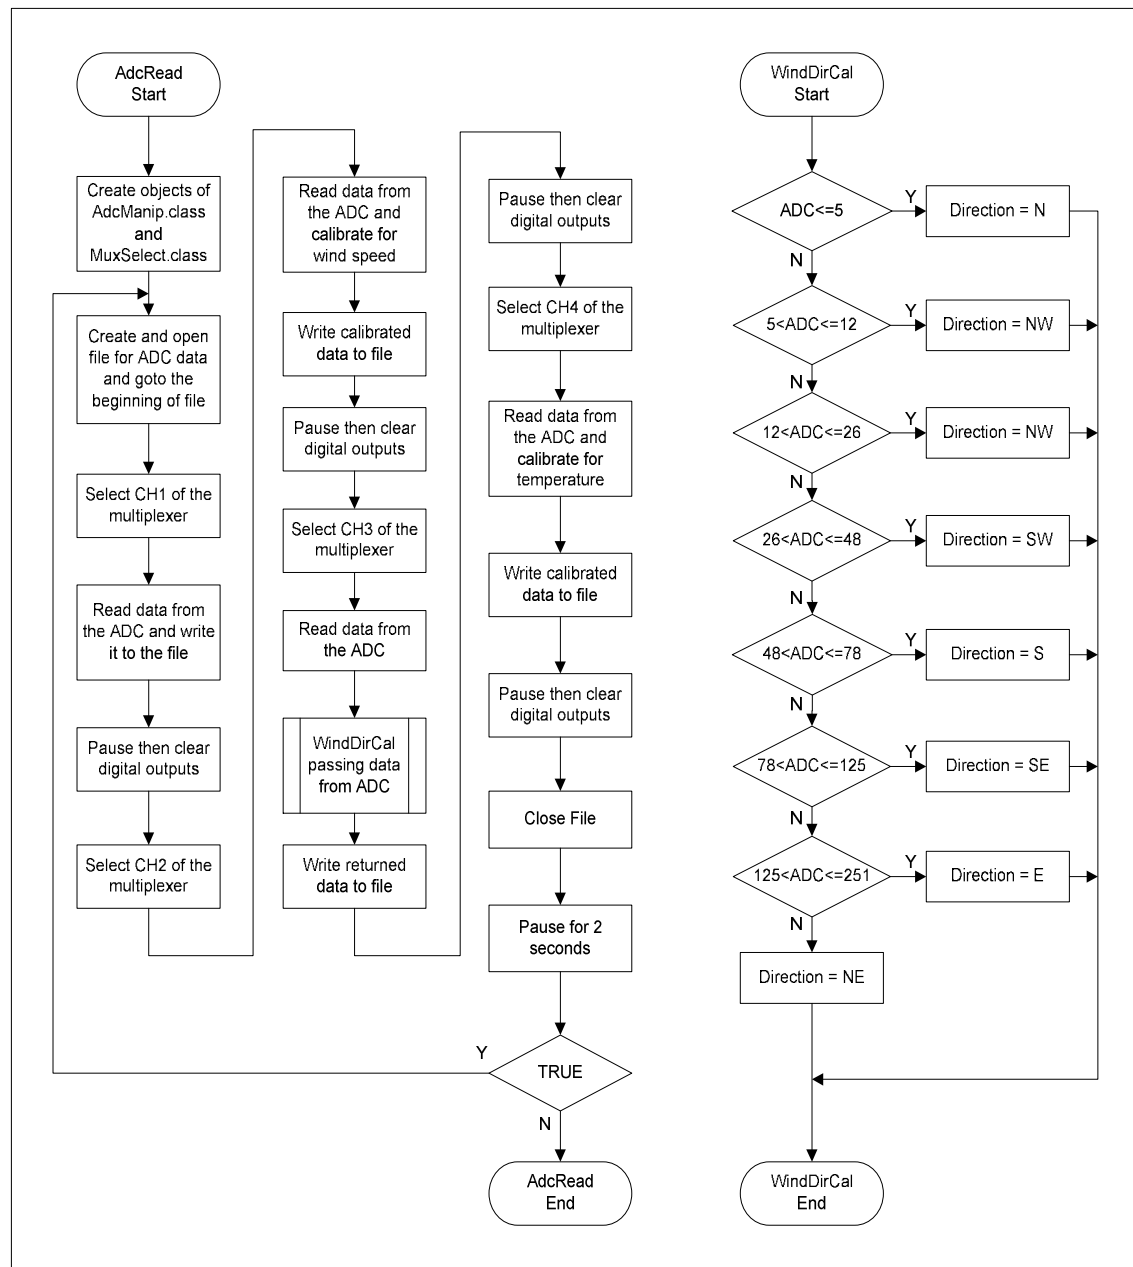 AdcRead
Start
Create objects of
AdcManip.class
and
MuxSelect.class
Create and open
file for ADC data
and goto the
beginning of file
Select CH1 of the
multiplexer
Read data from
the ADC and write
it to the file
Pause then clear
digital outputs
Select CH2 of the
multiplexer
Read data from
the ADC and
calibrate for
wind speed
Write calibrated
data to file
Pause then clear
digital outputs
Select CH3 of the
multiplexer
Read data from
the ADC
WindDirCal
passing data
from ADC
Write returned
data to file
Pause then clear
digital outputs
Select CH4 of the
multiplexer
Read data from
the ADC and
calibrate for
temperature
Write calibrated
data to file
Pause then clear
digital outputs
Close File
Pause for 2
seconds
TRUE
Y
N
AdcRead
End
WindDirCal
Start
ADC<=5
Y
Direction = N
N
5<ADC<=12
Y
Direction = NW
N
12<ADC<=26
Y
Direction = NW
N
26<ADC<=48
Y
Direction = SW
N
48<ADC<=78
Y
Direction = S
N
78<ADC<=125
Y
Direction = SE
N
125<ADC<=251
Y
Direction = E
N
Direction = NE
WindDirCal
End